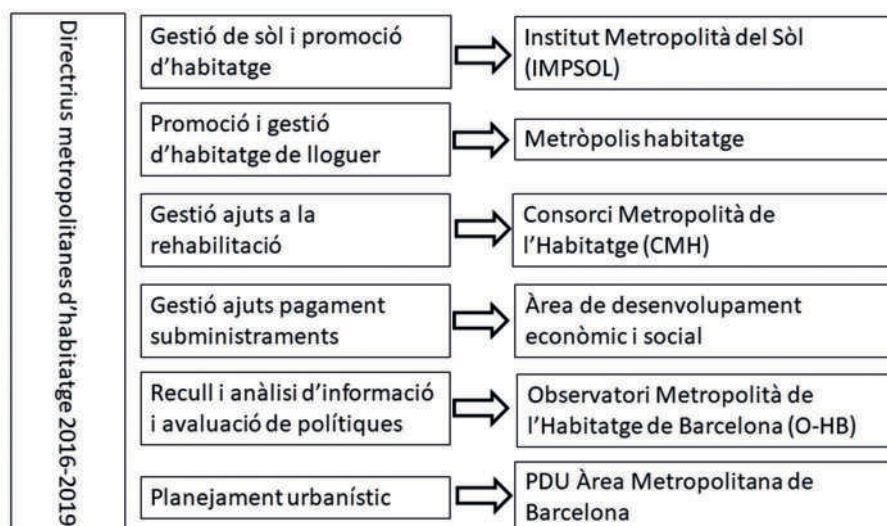 Directrius metropolitanes d’habitatge 2016-2019
Gestió de sòl i promoció
d’habitatge
Institut Metropolità del Sòl
(IMPSOL)
Promoció i gestió
d’habitatge de lloguer
Metròpolis habitatge
Gestió ajuts a la
rehabilitació
Consorci Metropolità de
l’Habitatge (CMH)
Gestió ajuts pagament
subministraments
Àrea de desenvolupament
econòmic i social
Recull i anàlisi d’informació
i avaluació de polítiques
Observatori Metropolità de
l’Habitatge de Barcelona (O-HB)
Planejament urbanístic
PDU Àrea Metropolitana de
Barcelona